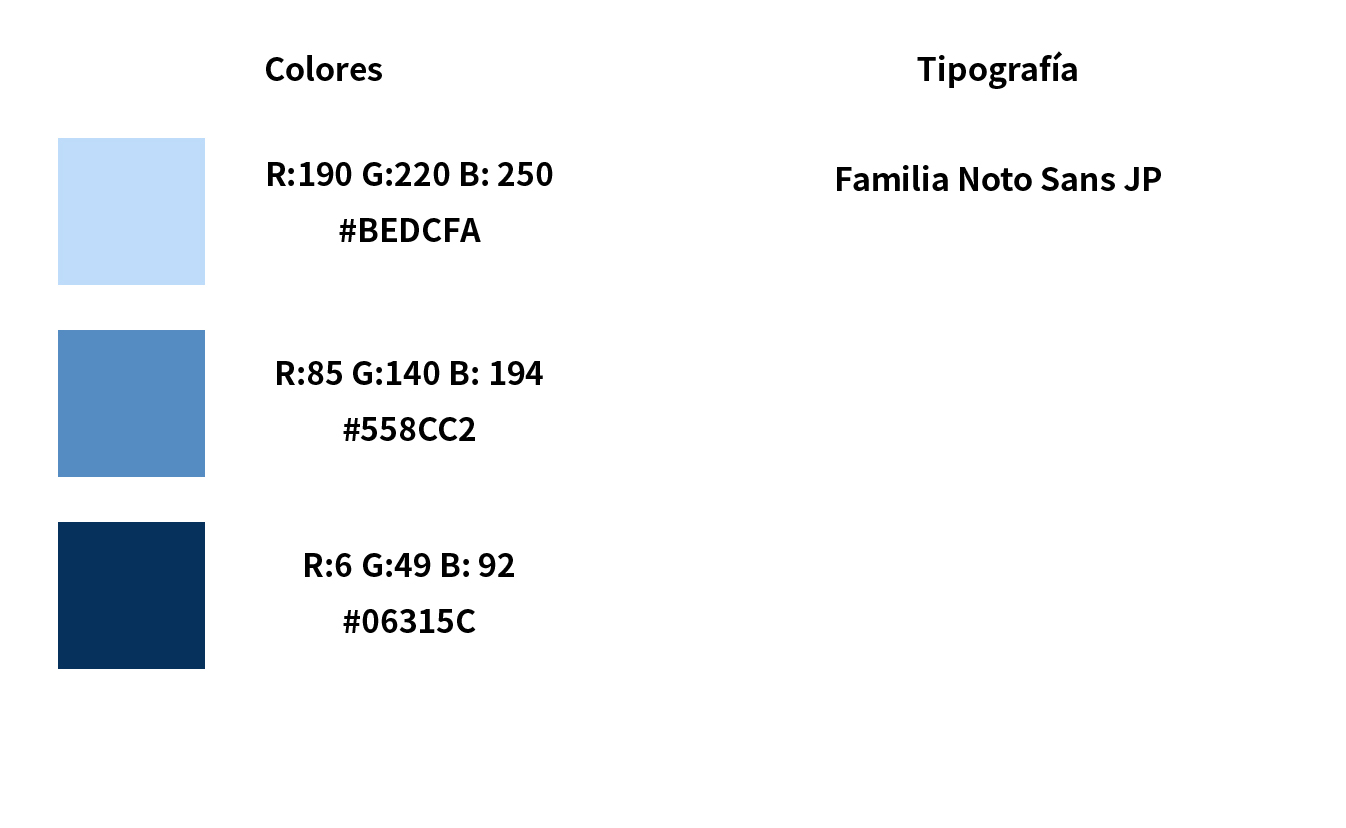 Colores
R:190 G:220 B: 250
#BEDCFA
R:85 G:140 B: 194
#558CC2
R:6 G:49 B: 92
#06315C
Tipografía
Familia Noto Sans JP